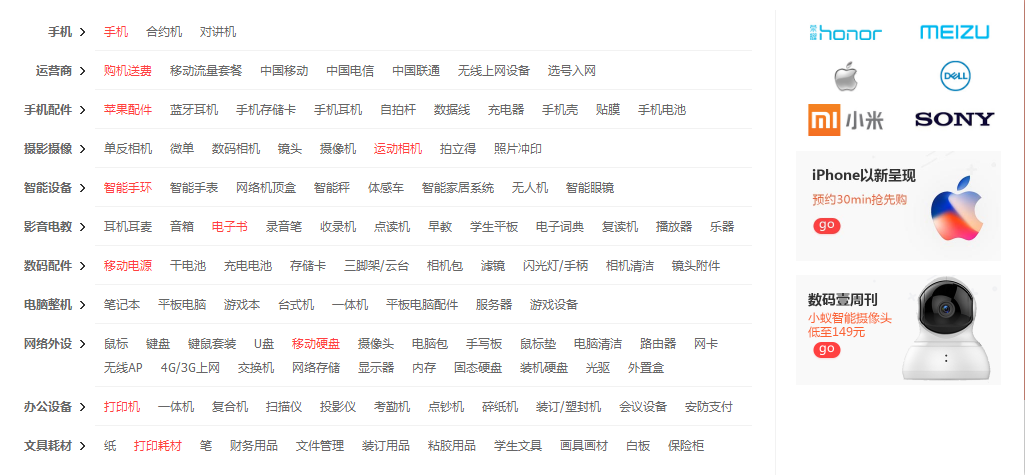 手机 手机 合约机 对讲机
运营商 购机送费 移动流量套餐 中国移动 中国电信 中国联通 无线上网设备 选号入网
手机配件 苹果配件 蓝牙耳机 手机存储卡 手机耳机 自拍杆 数据线 充电器 手机壳 贴膜 手机电池
摄影摄像 单反相机 微单 数码相机 镜头 摄像机 运动相机 拍立得 照片冲印
智能设备 智能手环 智能手表 网络机顶盒 智能秤 体感车 智能家居系统 无人机 智能眼镜
影音电教 耳机耳麦 音箱 电子书 录音笔 收录机 点读机 早教 学生平板 电子词典 复读机 播放器 乐器
数码配件 移动电源 干电池 充电电池 存储卡 三脚架/云台 相机包 滤镜 闪光灯/手柄 相机清洁 镜头附件
电脑整机 笔记本 平板电脑 游戏本 台式机 一体机 平板电脑配件 服务器 游戏设备
网络外设 鼠标 键盘 键鼠套装 U盘 移动硬盘 摄像头 电脑包 手写板 鼠标垫 电脑清洁 路由器 网卡
无线AP 4G/3G上网 交换机 网络存储 显示器 内存 固态硬盘 装机硬盘 光驱 外置盒
办公设备 打印机 一体机 复合机 扫描仪 投影仪 考勤机 点钞机 碎纸机 装订/塑封机 会议设备 安防支付
文具耗材 纸 打印耗材 笔 财务用品 文件管理 装订用品 粘胶用品 学生文具 画具画材 白板 保险柜
荣耀 honor MEIZU
DELL
mi 小米 SONY
iPhone以新呈现
预约30min抢先购
go
数码壹周刊
小蚁智能摄像头
低至149元
go